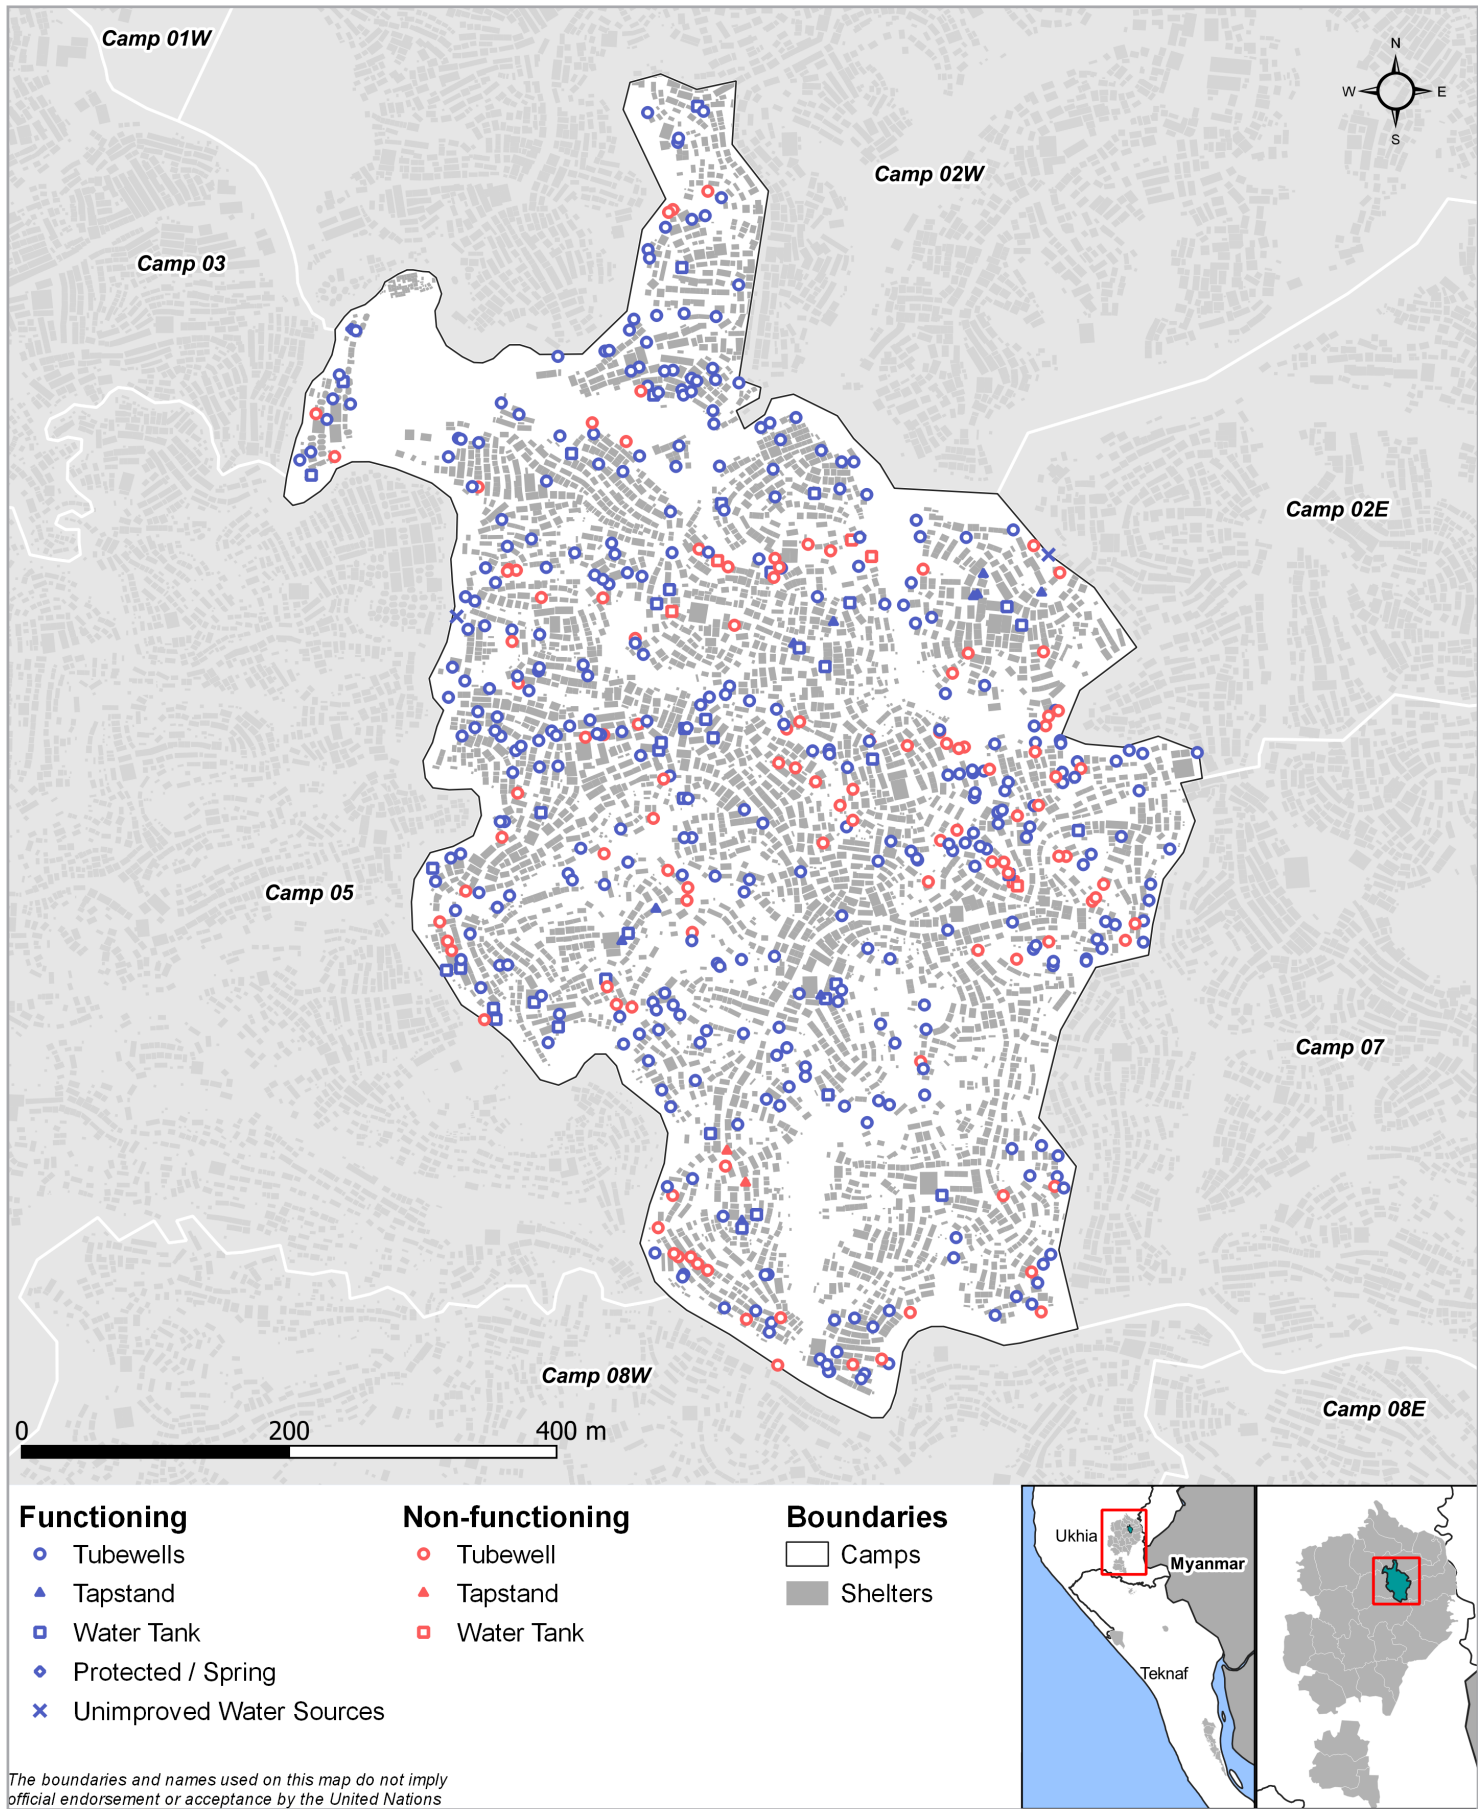 Camp 01W
N
W E
S
Camp 02W
Camp 03
Camp 02E
Camp 05
Camp 07
Camp 08W
Camp 08E
0 200 400 m
Functioning
Tubewells
Tapstand
Water Tank
Protected / Spring
Unimproved Water Sources
Non-functioning
Tubewell
Tapstand
Water Tank
Boundaries
Camps
Shelters
Ukhia
Myanmar
Teknaf
The boundaries and names used on this map do not imply
official endorsement or acceptance by the United Nations